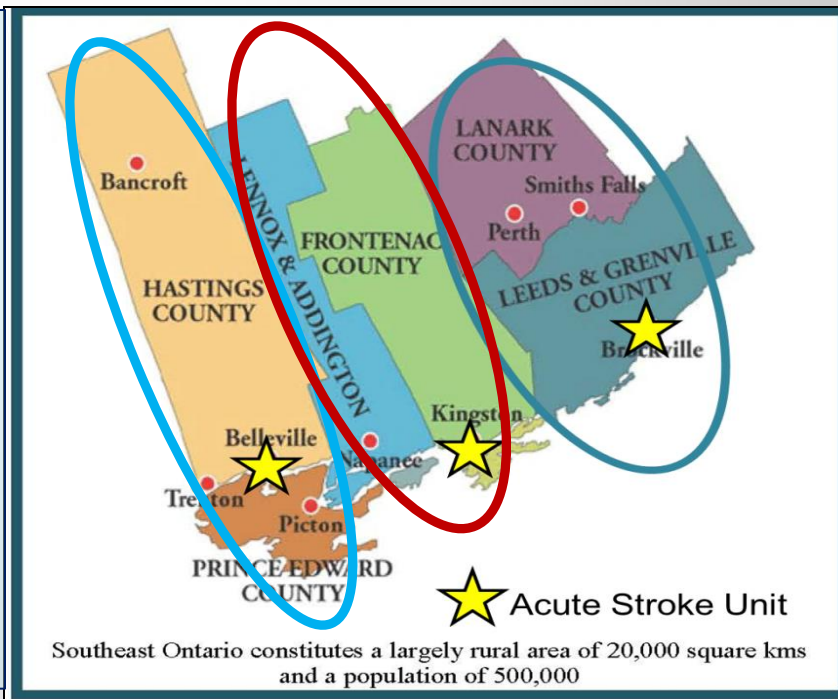 Bancroft
HASTINGS
COUNTY
LENNOX & ADDINGTON
FRONTENAC
COUNTY
LANARK
COUNTY
Smiths Falls
Perth
LEEDS & GRENVILLE
COUNTY
Brockville
Kingston
Belleville
Napanee
Trenton
Picton
PRINCE EDWARD
COUNTY
Acute Stroke Unit
Southeast Ontario constitutes a largely rural area of 20,000 square kms
and a population of 500,000